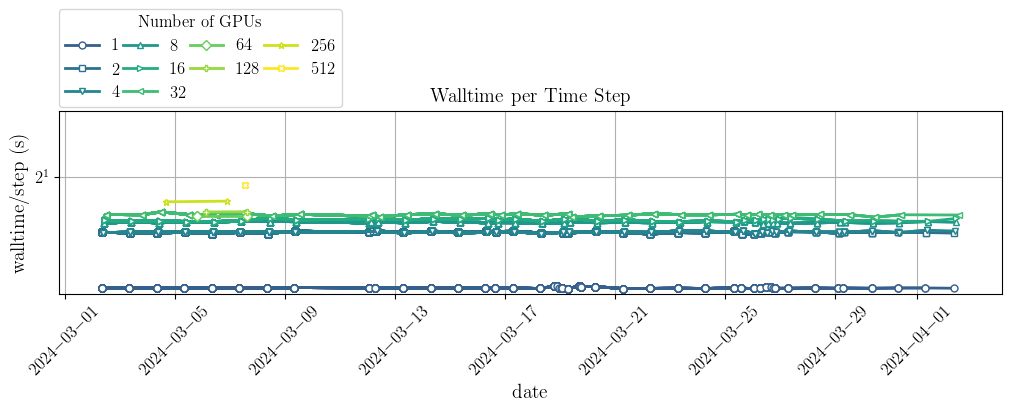 Number of GPUs
1 8 64 256
2 16 128 512
4 32
Walltime per Time Step
walltime/step (s)
2¹
2024−03−01 2024−03−05 2024−03−09 2024−03−13 2024−03−17 2024−03−21 2024−03−25 2024−03−29 2024−04−01
date